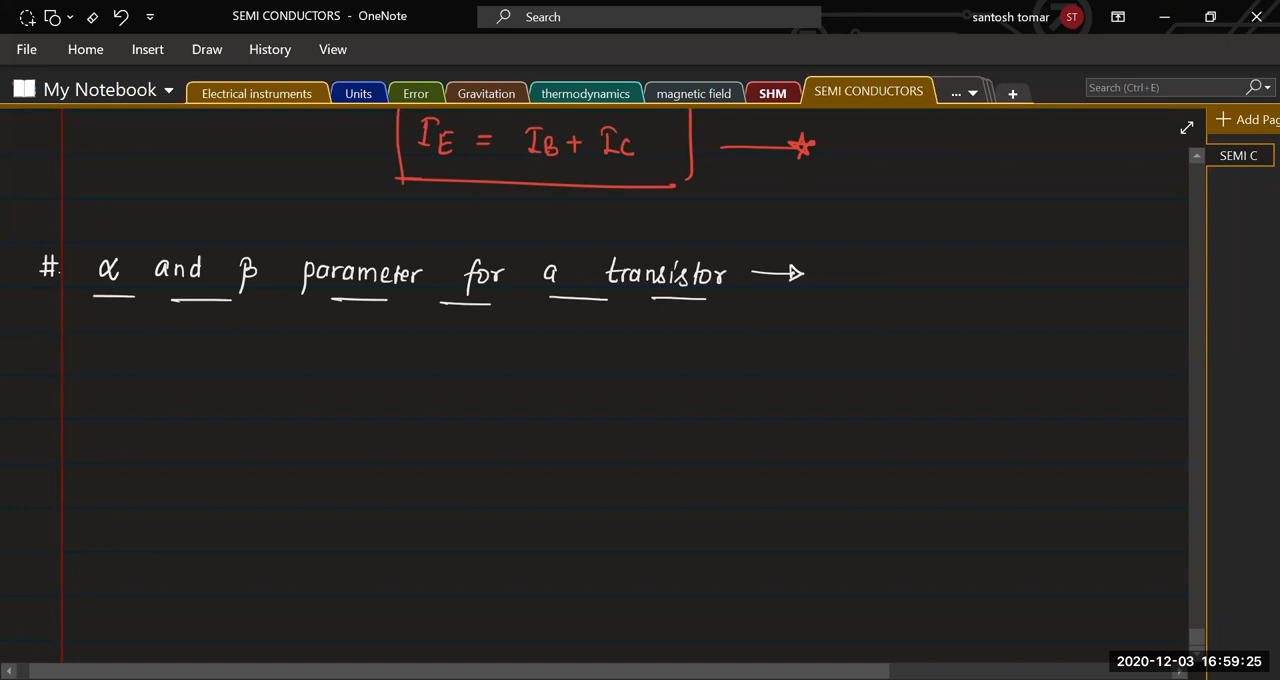 SEMI CONDUCTORS - OneNote
Search
santosh tomar
ST
File Home Insert Draw History View
My Notebook
Electrical instruments
Units
Error
Gravitation
thermodynamics
magnetic field
SHM
SEMI CONDUCTORS
...
+
Search (Ctrl+E)
+ Add Pag
SEMI C
I_E = I_B + I_C
#. α and β parameter for a transistor →
2020-12-03 16:59:25